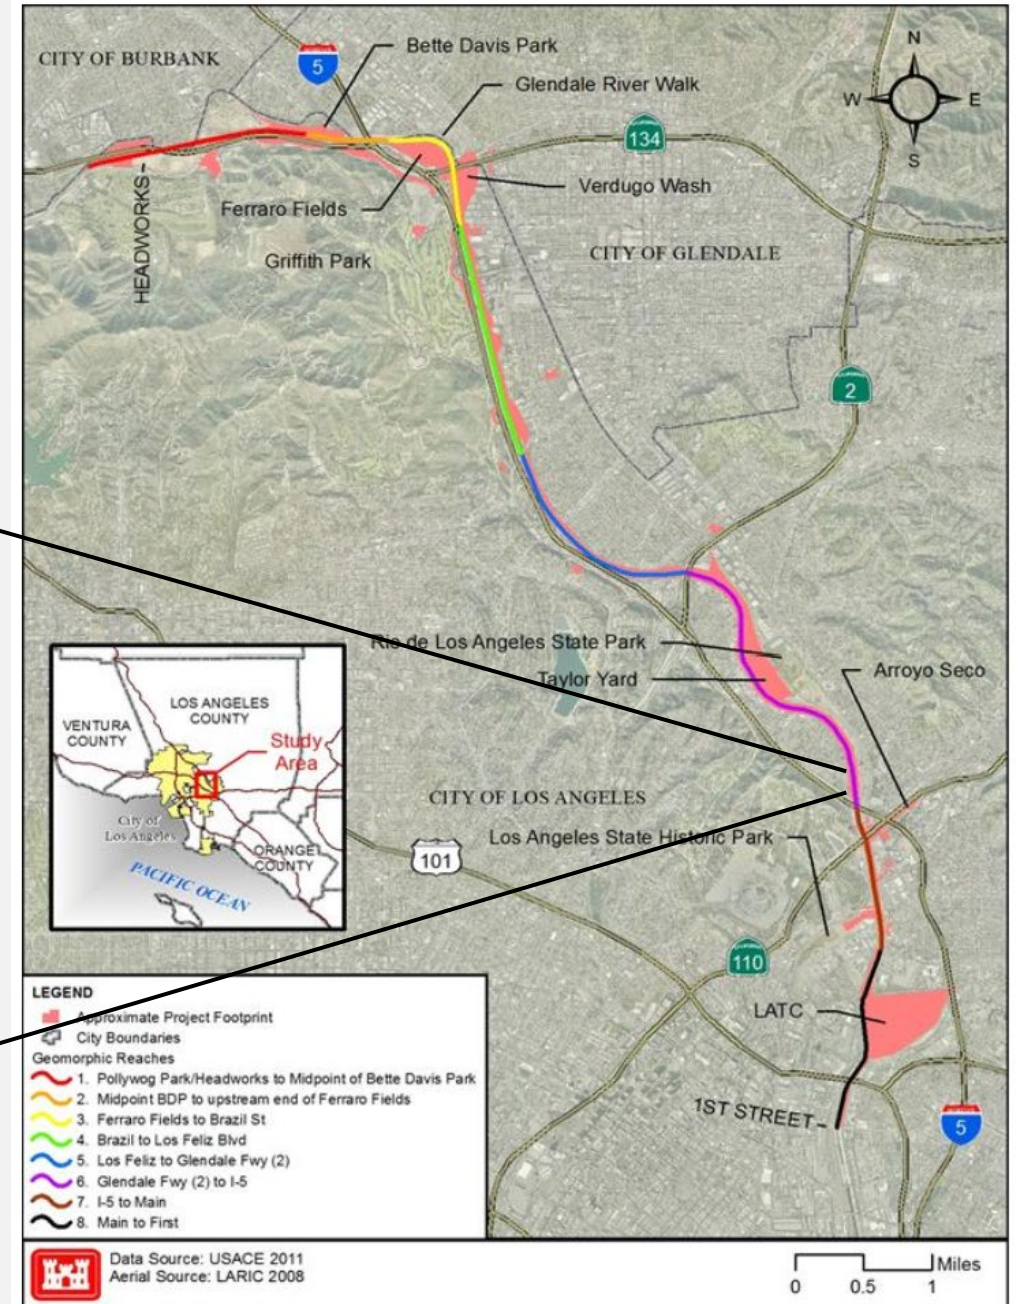 CITY OF BURBANK
5
Bette Davis Park
Glendale River Walk
N
W
E
S
134
Verdugo Wash
HEADWORKS
Ferraro Fields
Griffith Park
CITY OF GLENDALE
2
Rio de Los Angeles State Park
Taylor Yard
Arroyo Seco
CITY OF LOS ANGELES
Los Angeles State Historic Park
101
110
LATC
1ST STREET
5
VENTURA
COUNTY
LOS ANGELES
COUNTY
Study
Area
City of
Los Angeles
ORANGE
COUNTY
PACIFIC OCEAN
LEGEND
Approximate Project Footprint
City Boundaries
Geomorphic Reaches
1. Pollywog Park/Headworks to Midpoint of Bette Davis Park
2. Midpoint BDP to upstream end of Ferraro Fields
3. Ferraro Fields to Brazil St
4. Brazil to Los Feliz Blvd
5. Los Feliz to Glendale Fwy (2)
6. Glendale Fwy (2) to I-5
7. I-5 to Main
8. Main to First
Data Source: USACE 2011
Aerial Source: LARIC 2008
Miles
0 0.5 1